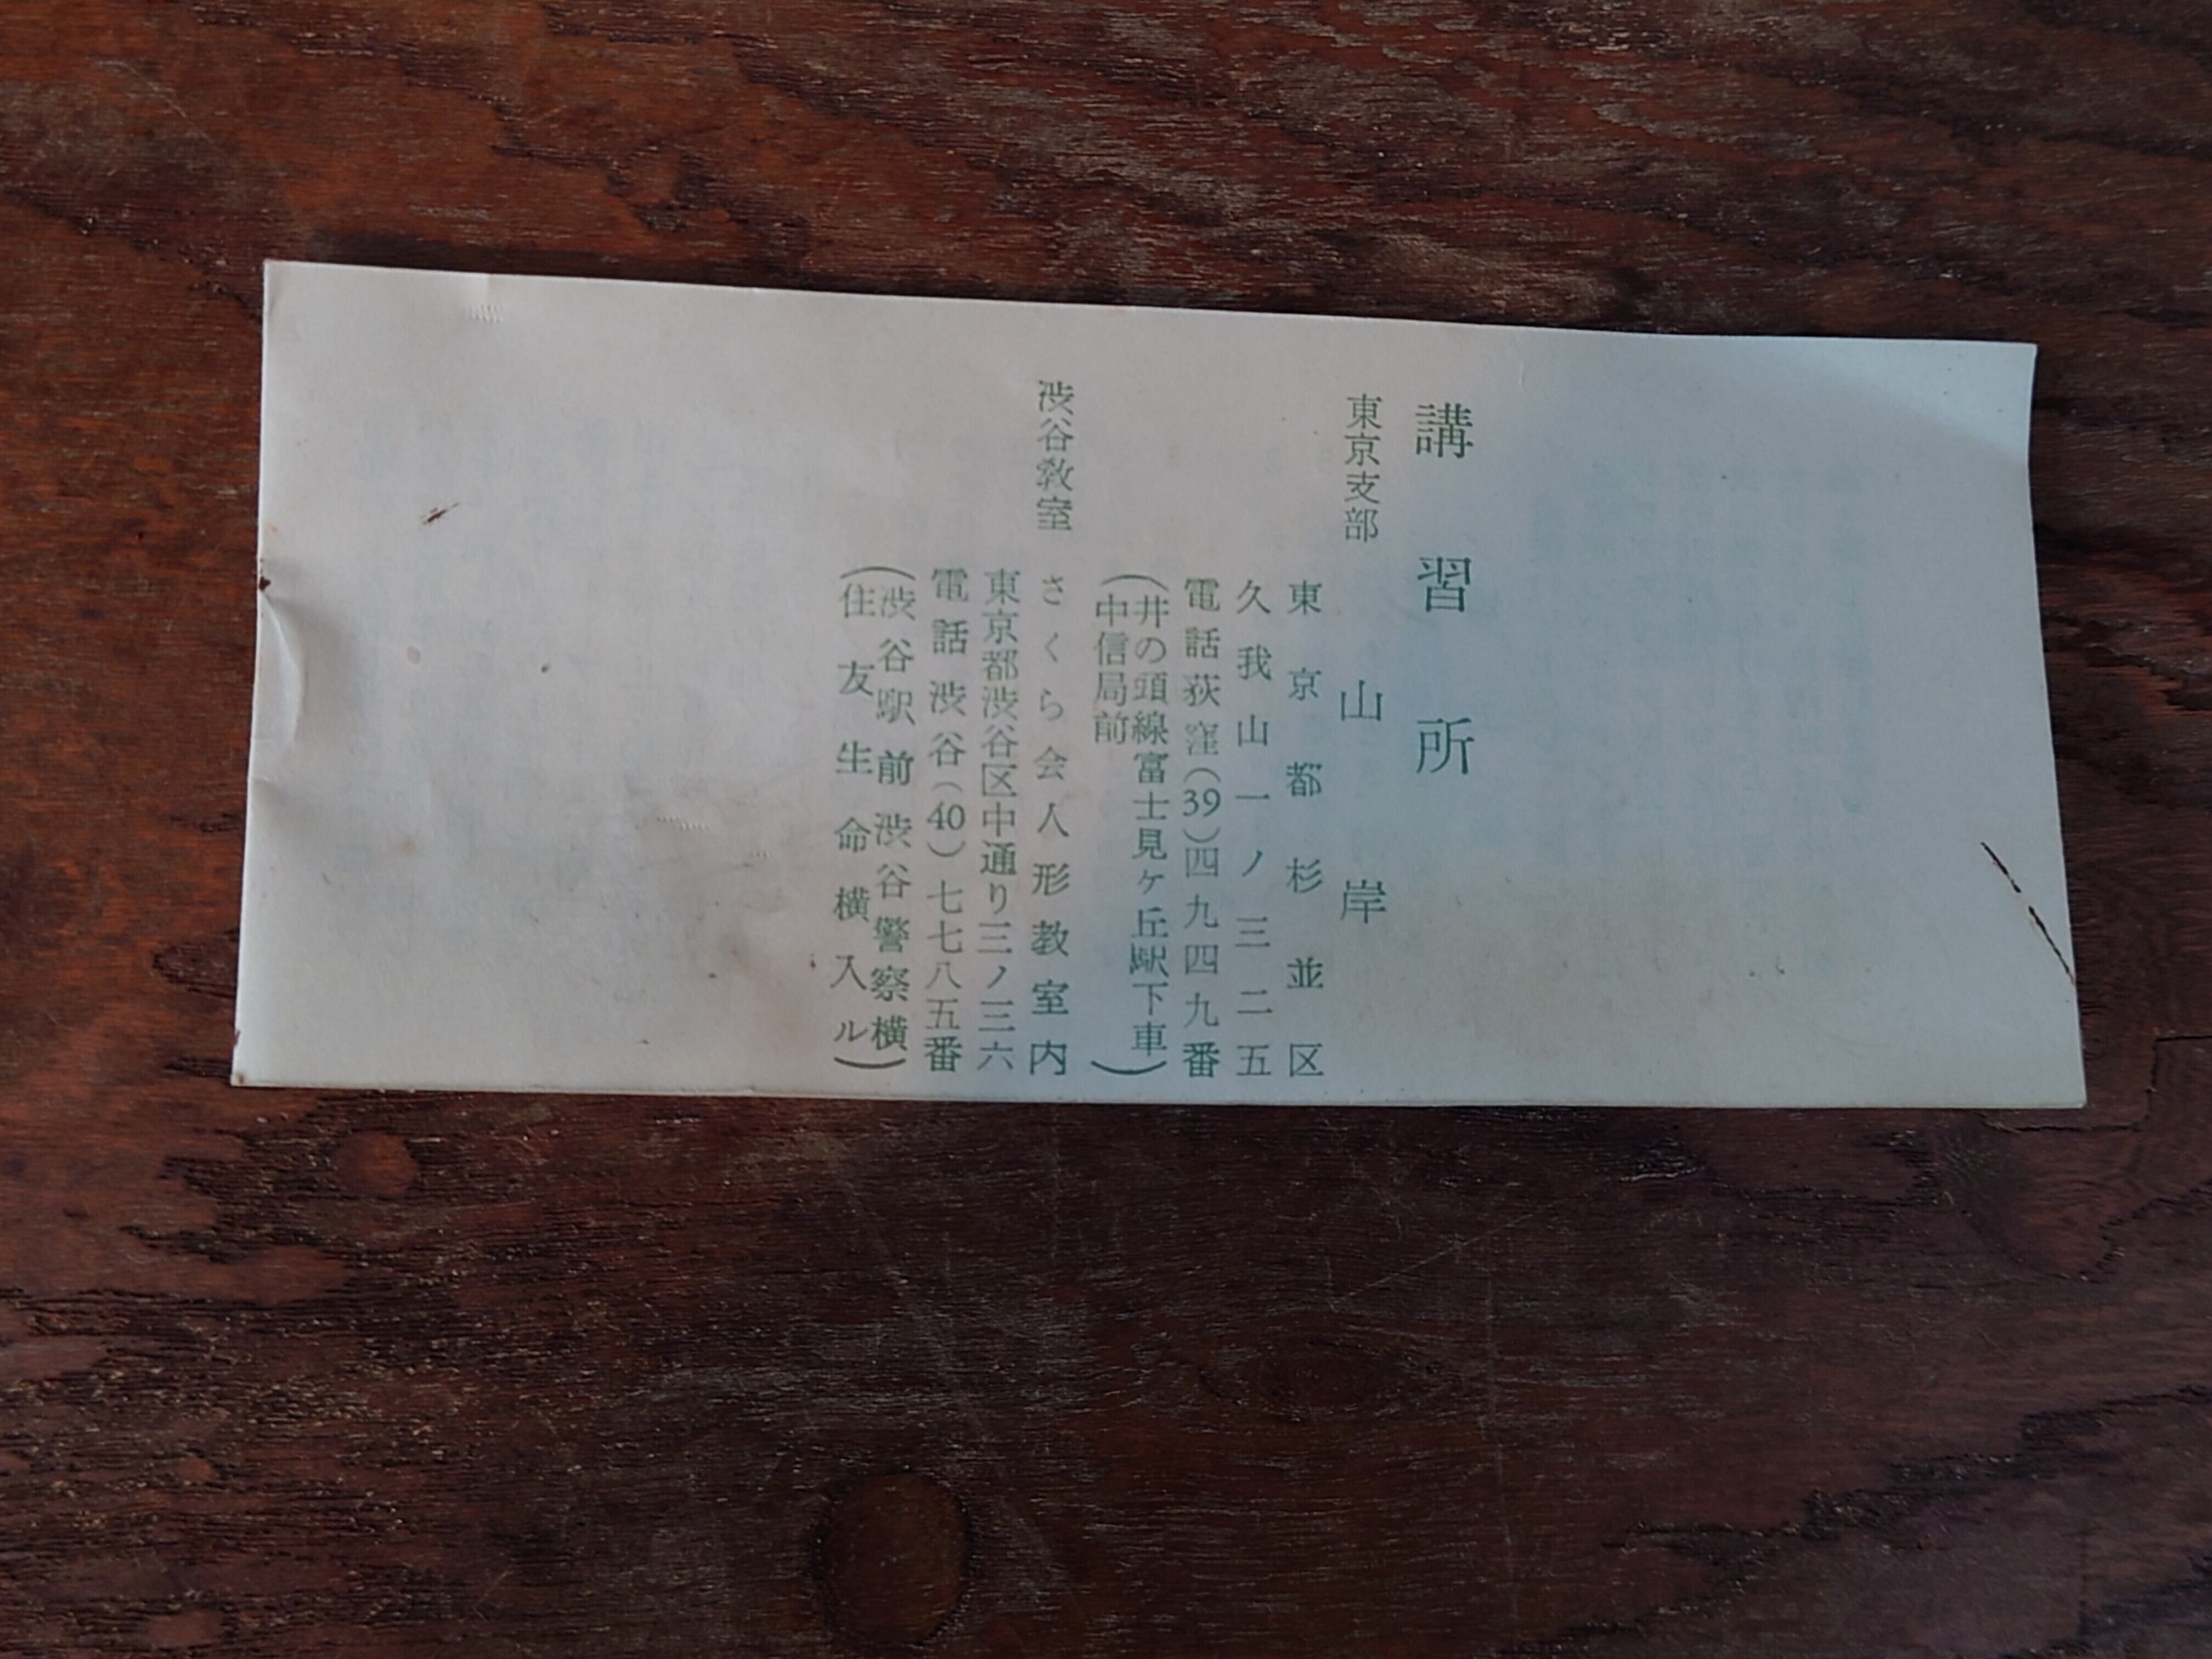 講習所
東京支部
山岸
東京都杉並区
久我山一ノ三二五
電話荻窪(39)四九四九番
(井の頭線富士見ヶ丘駅下車
中信局前)
渋谷教室
さくら会人形教室内
東京都渋谷区中通り三ノ三六
電話渋谷(40)七七八五番
(渋谷駅前渋谷警察横
住友生命横入ル)